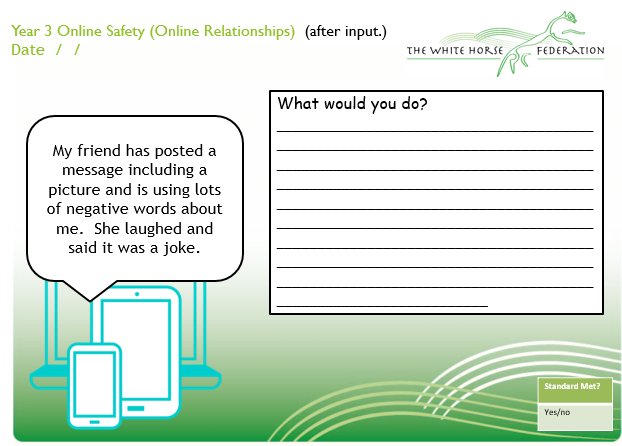 Year 3 Online Safety (Online Relationships)  (after input.)
Date  /  /
THE WHITE HORSE FEDERATION
What would you do?
My friend has posted a
message including a
picture and is using lots
of negative words about
me.  She laughed and
said it was a joke.
Standard Met?
Yes/no